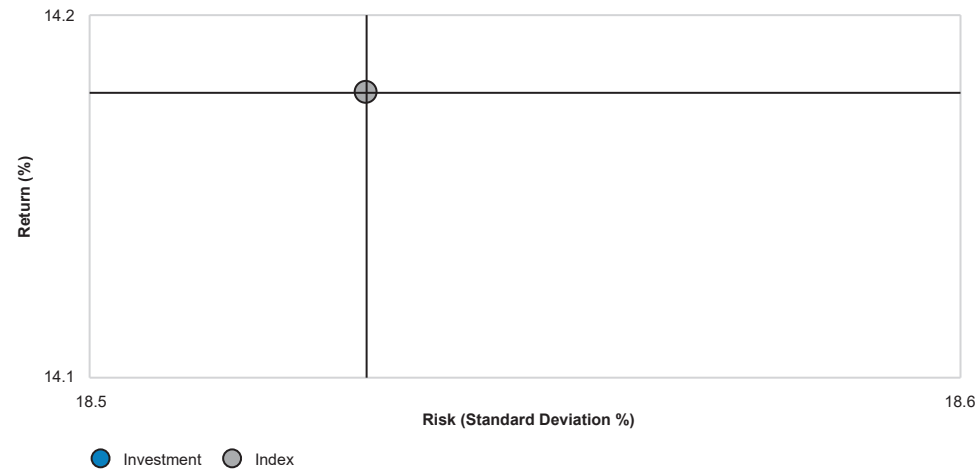 14.2
Return (%)
14.1
18.5
18.6
Risk (Standard Deviation %)
Investment Index